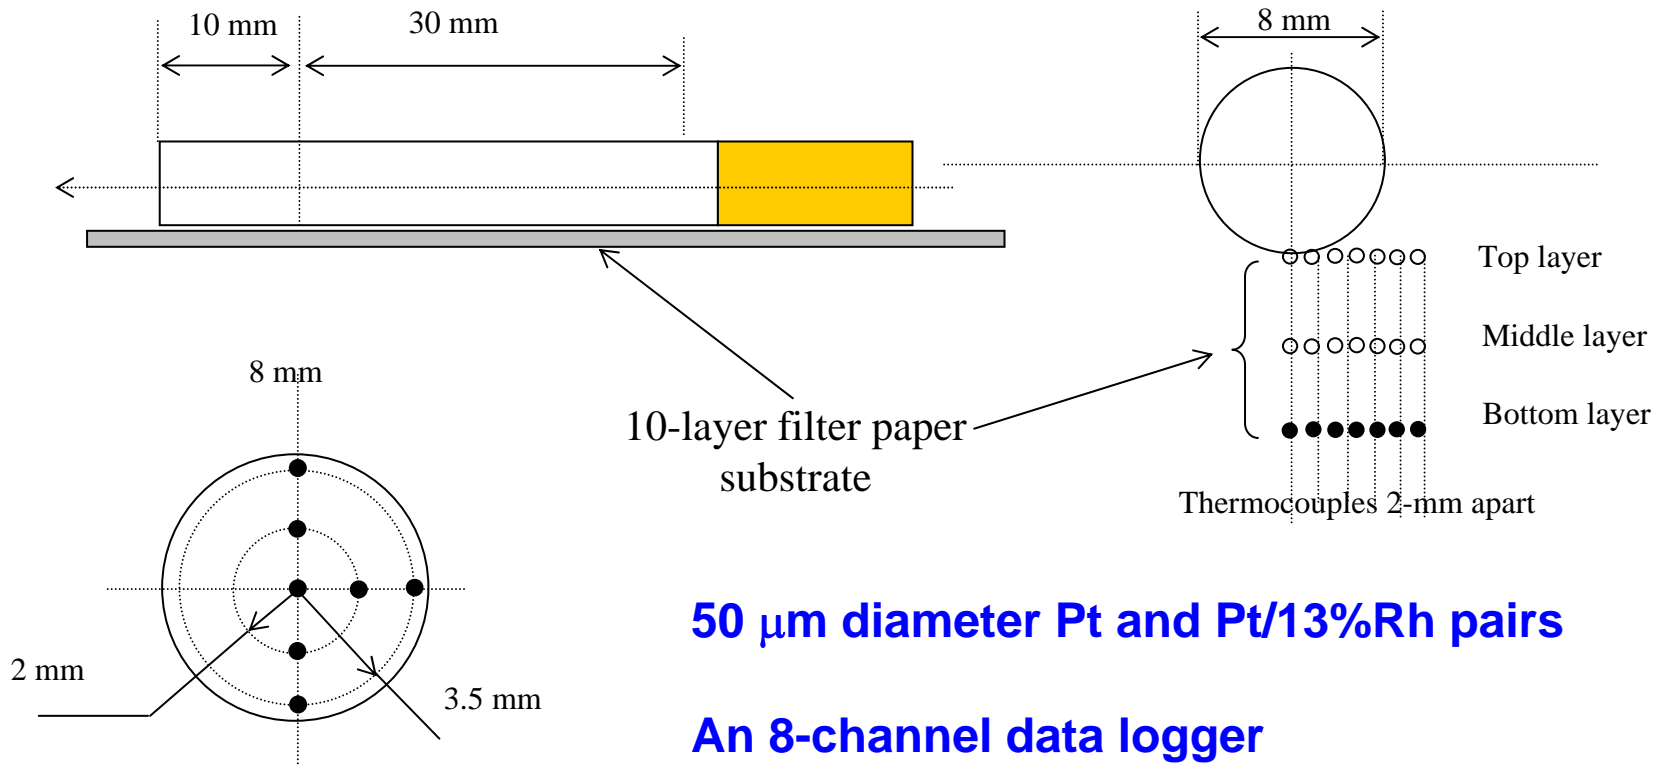 10 mm
30 mm
8 mm
Top layer
Middle layer
Bottom layer
Thermocouples 2-mm apart
10-layer filter paper
substrate
8 mm
2 mm
3.5 mm
50 μm diameter Pt and Pt/13%Rh pairs
An 8-channel data logger